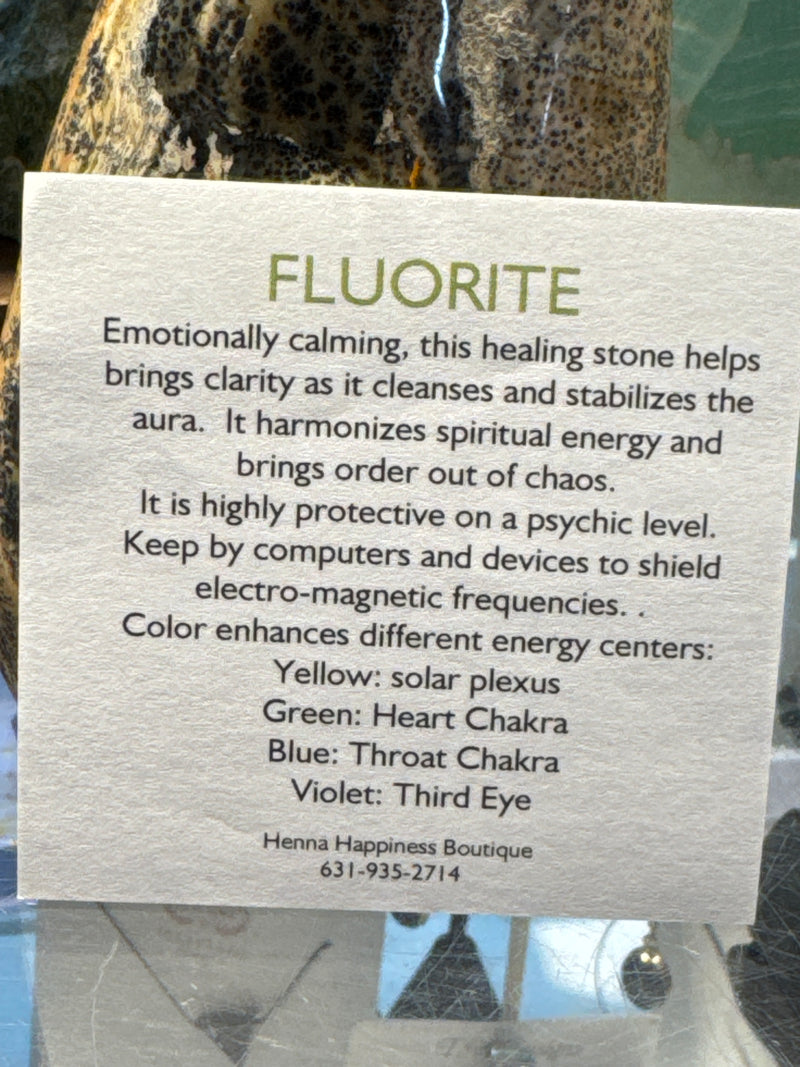 FLUORITE
Emotionally calming, this healing stone helps
brings clarity as it cleanses and stabilizes the
aura. It harmonizes spiritual energy and
brings order out of chaos.
It is highly protective on a psychic level.
Keep by computers and devices to shield
electro-magnetic frequencies. .
Color enhances different energy centers:
Yellow: solar plexus
Green: Heart Chakra
Blue: Throat Chakra
Violet: Third Eye
Henna Happiness Boutique
631-935-2714